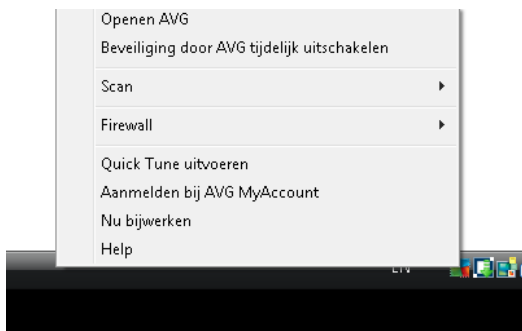 Openen AVG
Beveiliging door AVG tijdelijk uitschakelen
Scan
Firewall
Quick Tune uitvoeren
Aanmelden bij AVG MyAccount
Nu bijwerken
Help
EN